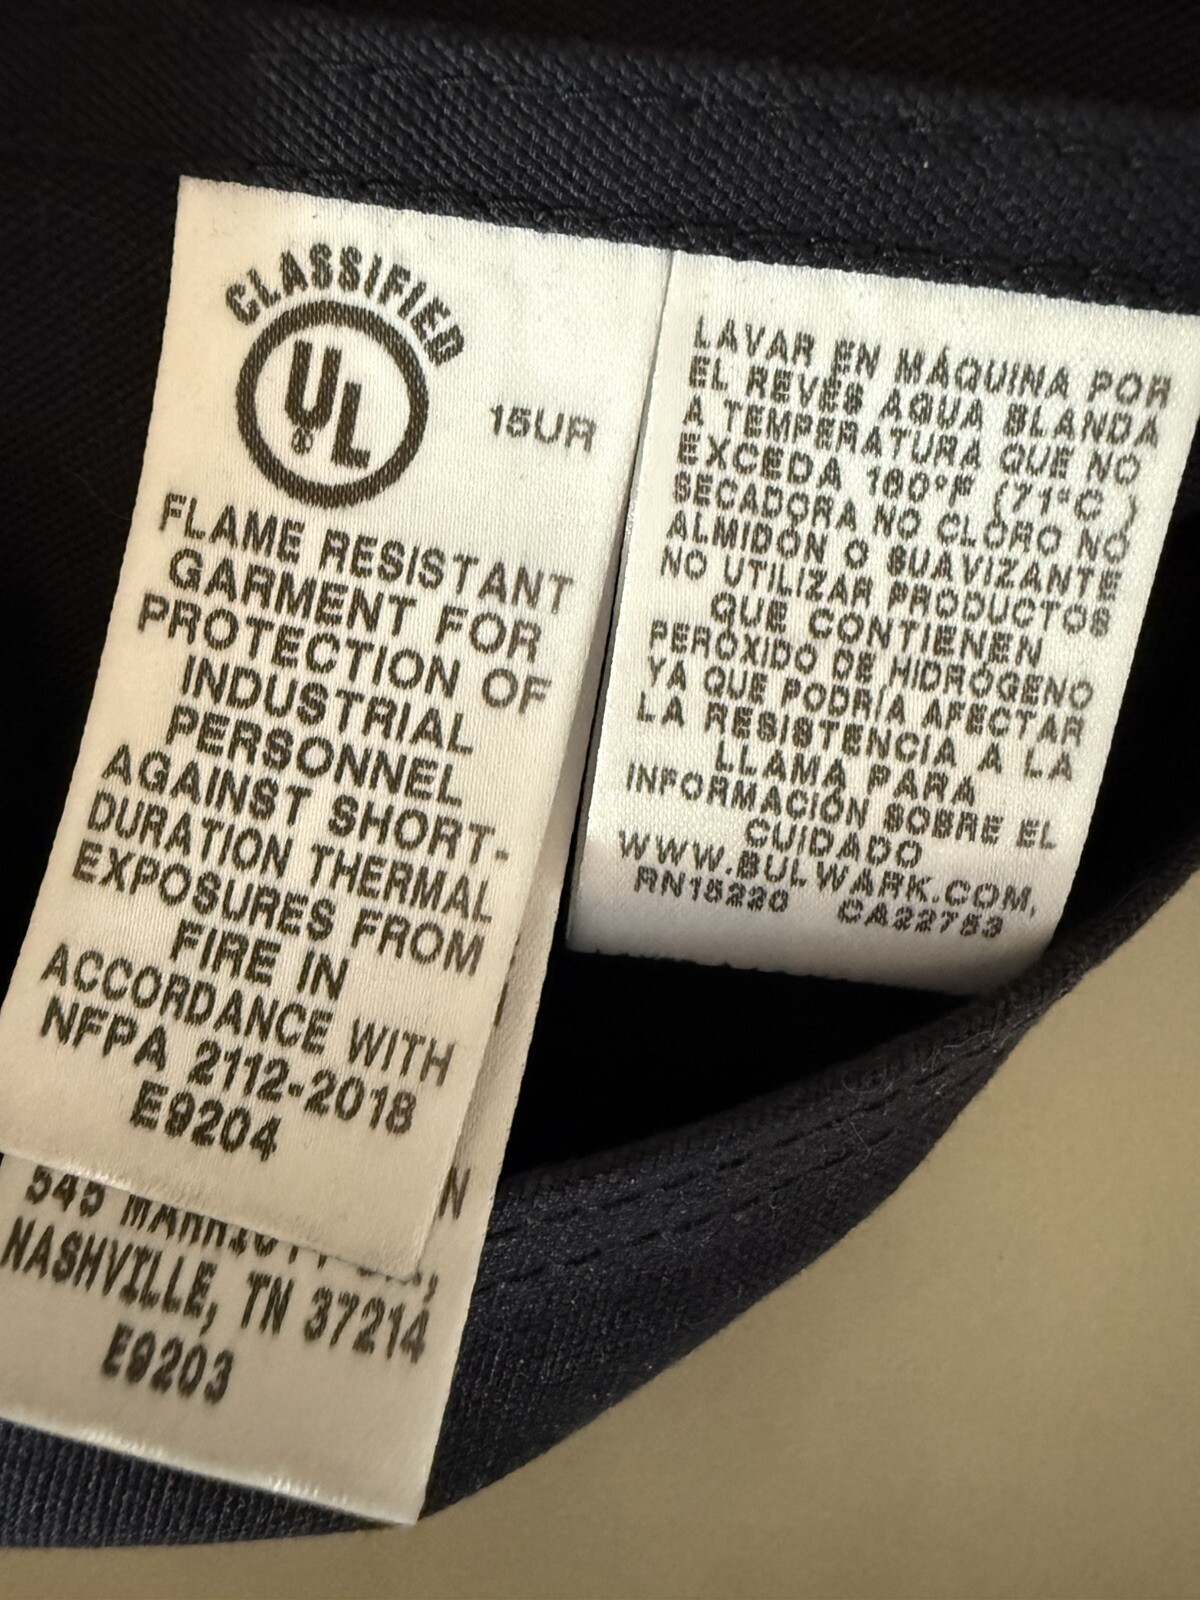 CLASSIFIED
UL
®
15UR
FLAME RESISTANT
GARMENT FOR
PROTECTION OF
INDUSTRIAL
PERSONNEL
AGAINST SHORT-
DURATION THERMAL
EXPOSURES FROM
FIRE IN
ACCORDANCE WITH
NFPA 2112-2018
E9204
545
NASHVILLE, TN 37214
E9203
LAVAR EN MÁQUINA POR
EL REVÉS AGUA BLANDA
A TEMPERATURA QUE NO
EXCEDA 160°F (71°C )
SECADORA NO CLORO NO
ALMIDÓN O SUAVIZANTE
NO UTILIZAR PRODUCTOS
QUE CONTIENEN
PERÓXIDO DE HIDRÓGENO
YA QUE PODRÍA AFECTAR
LA RESISTENCIA A LA
LLAMA PARA
INFORMACIÓN SOBRE EL
CUIDADO
WWW.BULWARK.COM,
RN15220 CA22753